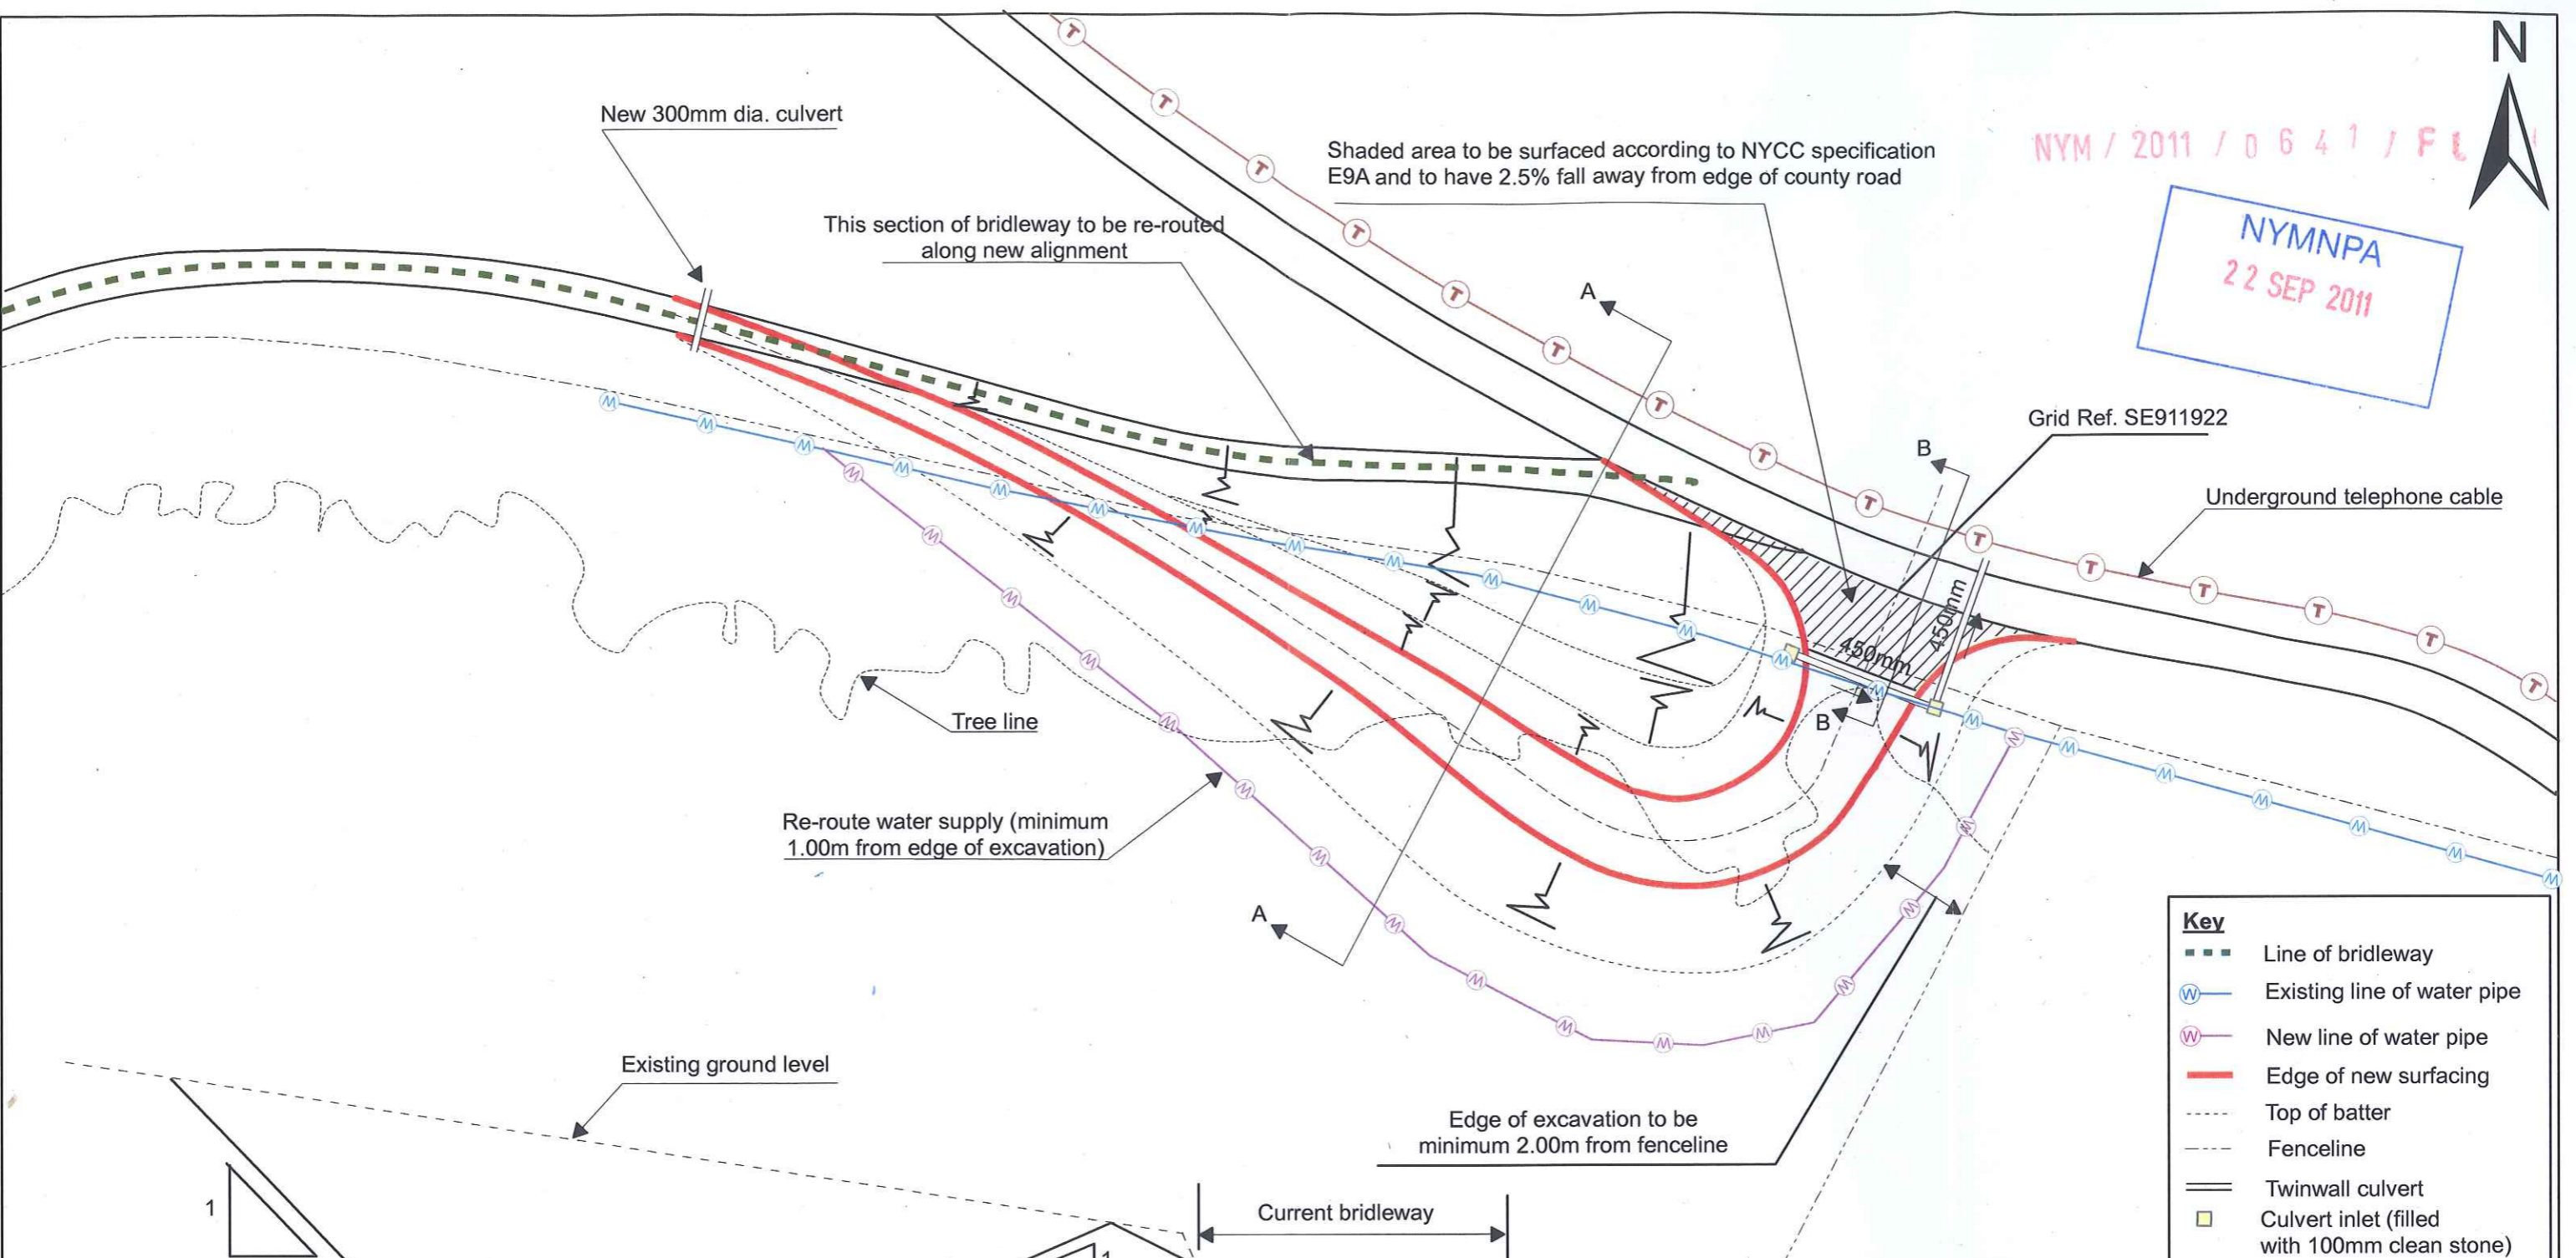 N
New 300mm dia. culvert
Shaded area to be surfaced according to NYCC specification
E9A and to have 2.5% fall away from edge of county road
NYM / 2011 / 0641 / FL
NYMNPA
22 SEP 2011
This section of bridleway to be re-routed
along new alignment
A
B
Grid Ref. SE911922
Underground telephone cable
450mm
450mm
B
Tree line
Re-route water supply (minimum
1.00m from edge of excavation)
A
Key
Line of bridleway
W Existing line of water pipe
W New line of water pipe
Edge of new surfacing
Top of batter
Fenceline
Twinwall culvert
Culvert inlet (filled
with 100mm clean stone)
Existing ground level
Edge of excavation to be
minimum 2.00m from fenceline
Current bridleway
1
1